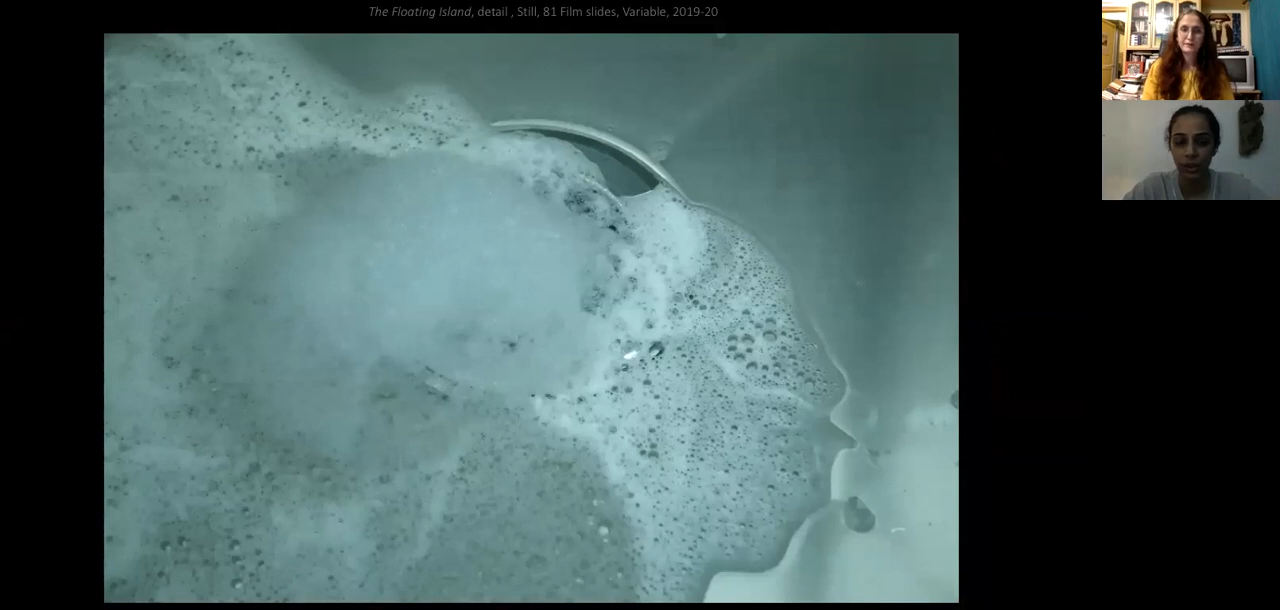 The Floating Island, detail , Still, 81 Film slides, Variable, 2019-20